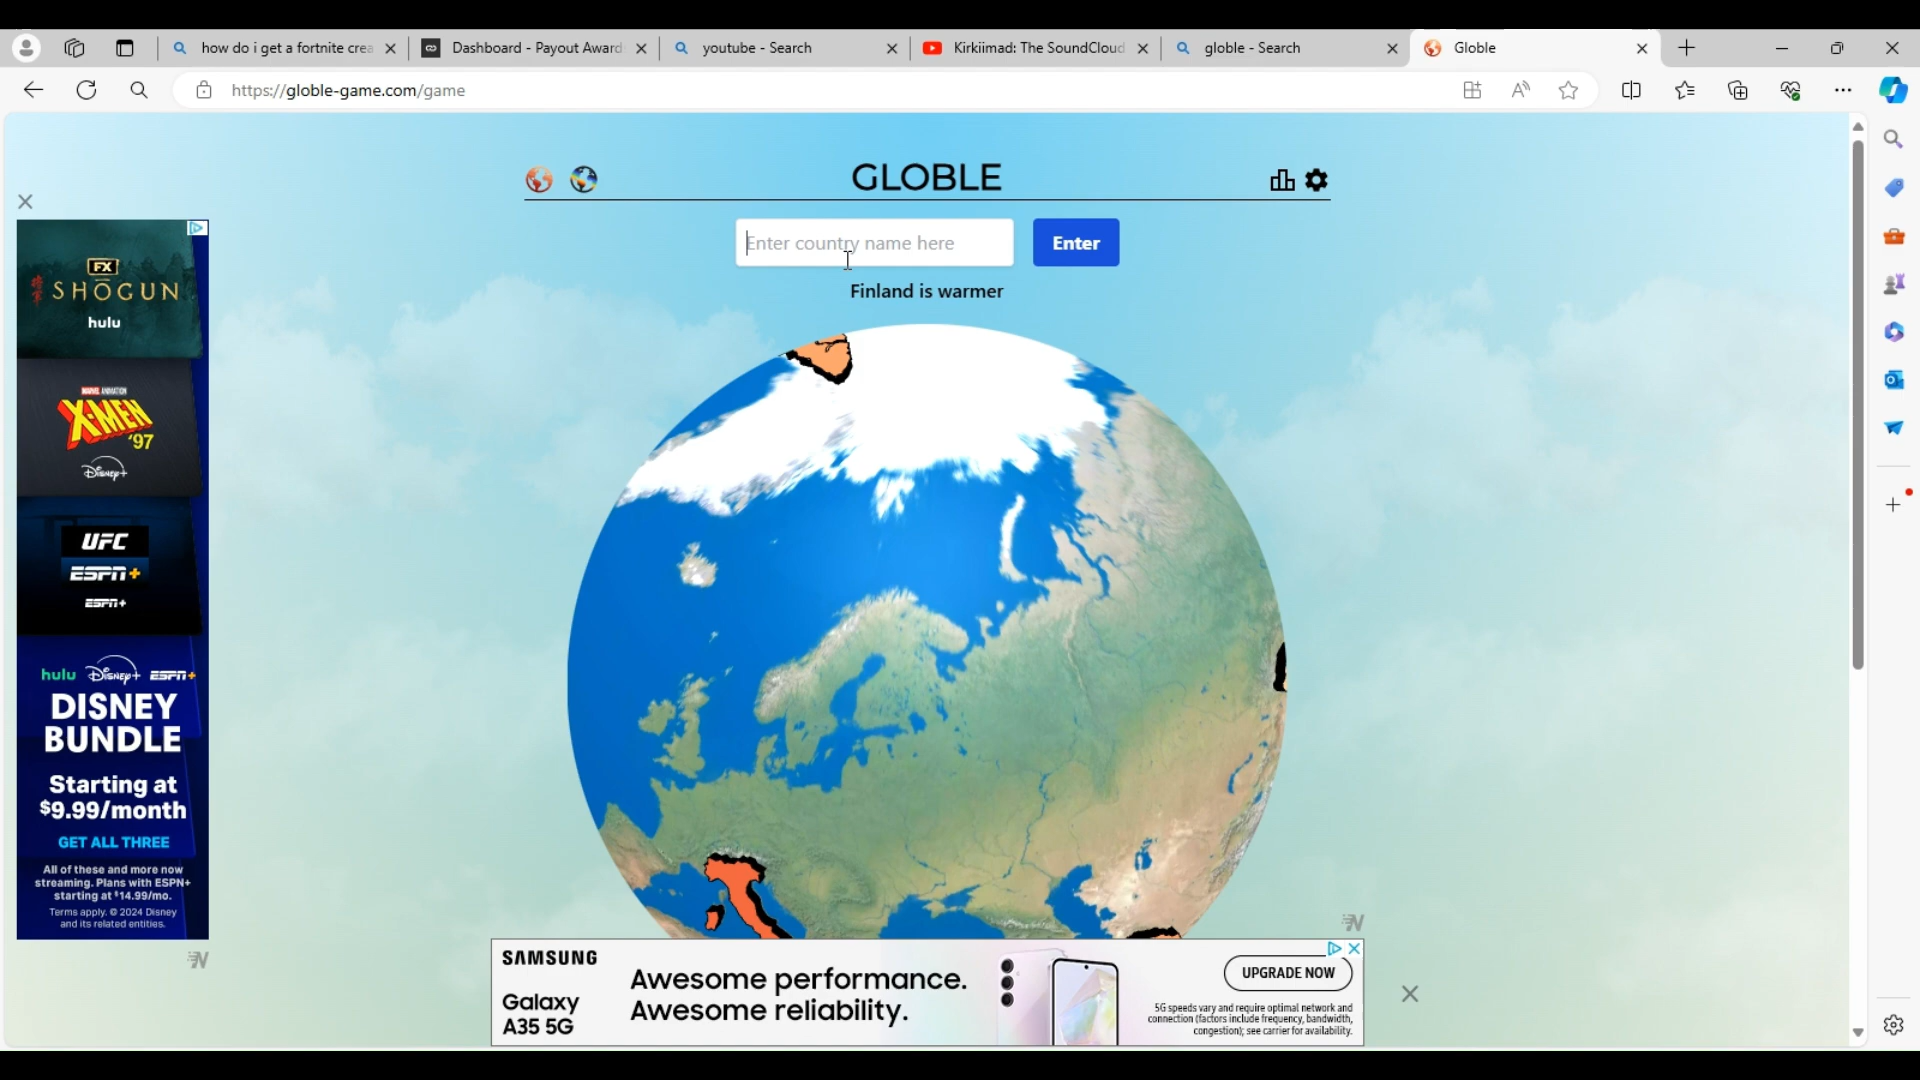 how do i get a fortnite crea
Dashboard - Payout Award
youtube - Search
Kirkiimad: The SoundCloud
globle - Search
Globle
https://globle-game.com/game
GLOBLE
Enter country name here
Enter
Finland is warmer
FX
SHŌGUN
hulu
MARVEL ANIMATION
X-MEN
'97
Disney+
UFC
ESPN+
ESPN+
hulu Disney+ ESPN+
DISNEY
BUNDLE
Starting at
$9.99/month
GET ALL THREE
All of these and more now
streaming. Plans with ESPN+
starting at $14.99/mo.
Terms apply. © 2024 Disney
and its related entities.
SAMSUNG
Galaxy
A35 5G
Awesome performance.
Awesome reliability.
UPGRADE NOW
5G speeds vary and require optimal network and
connection (factors include frequency, bandwidth,
congestion); see carrier for availability.